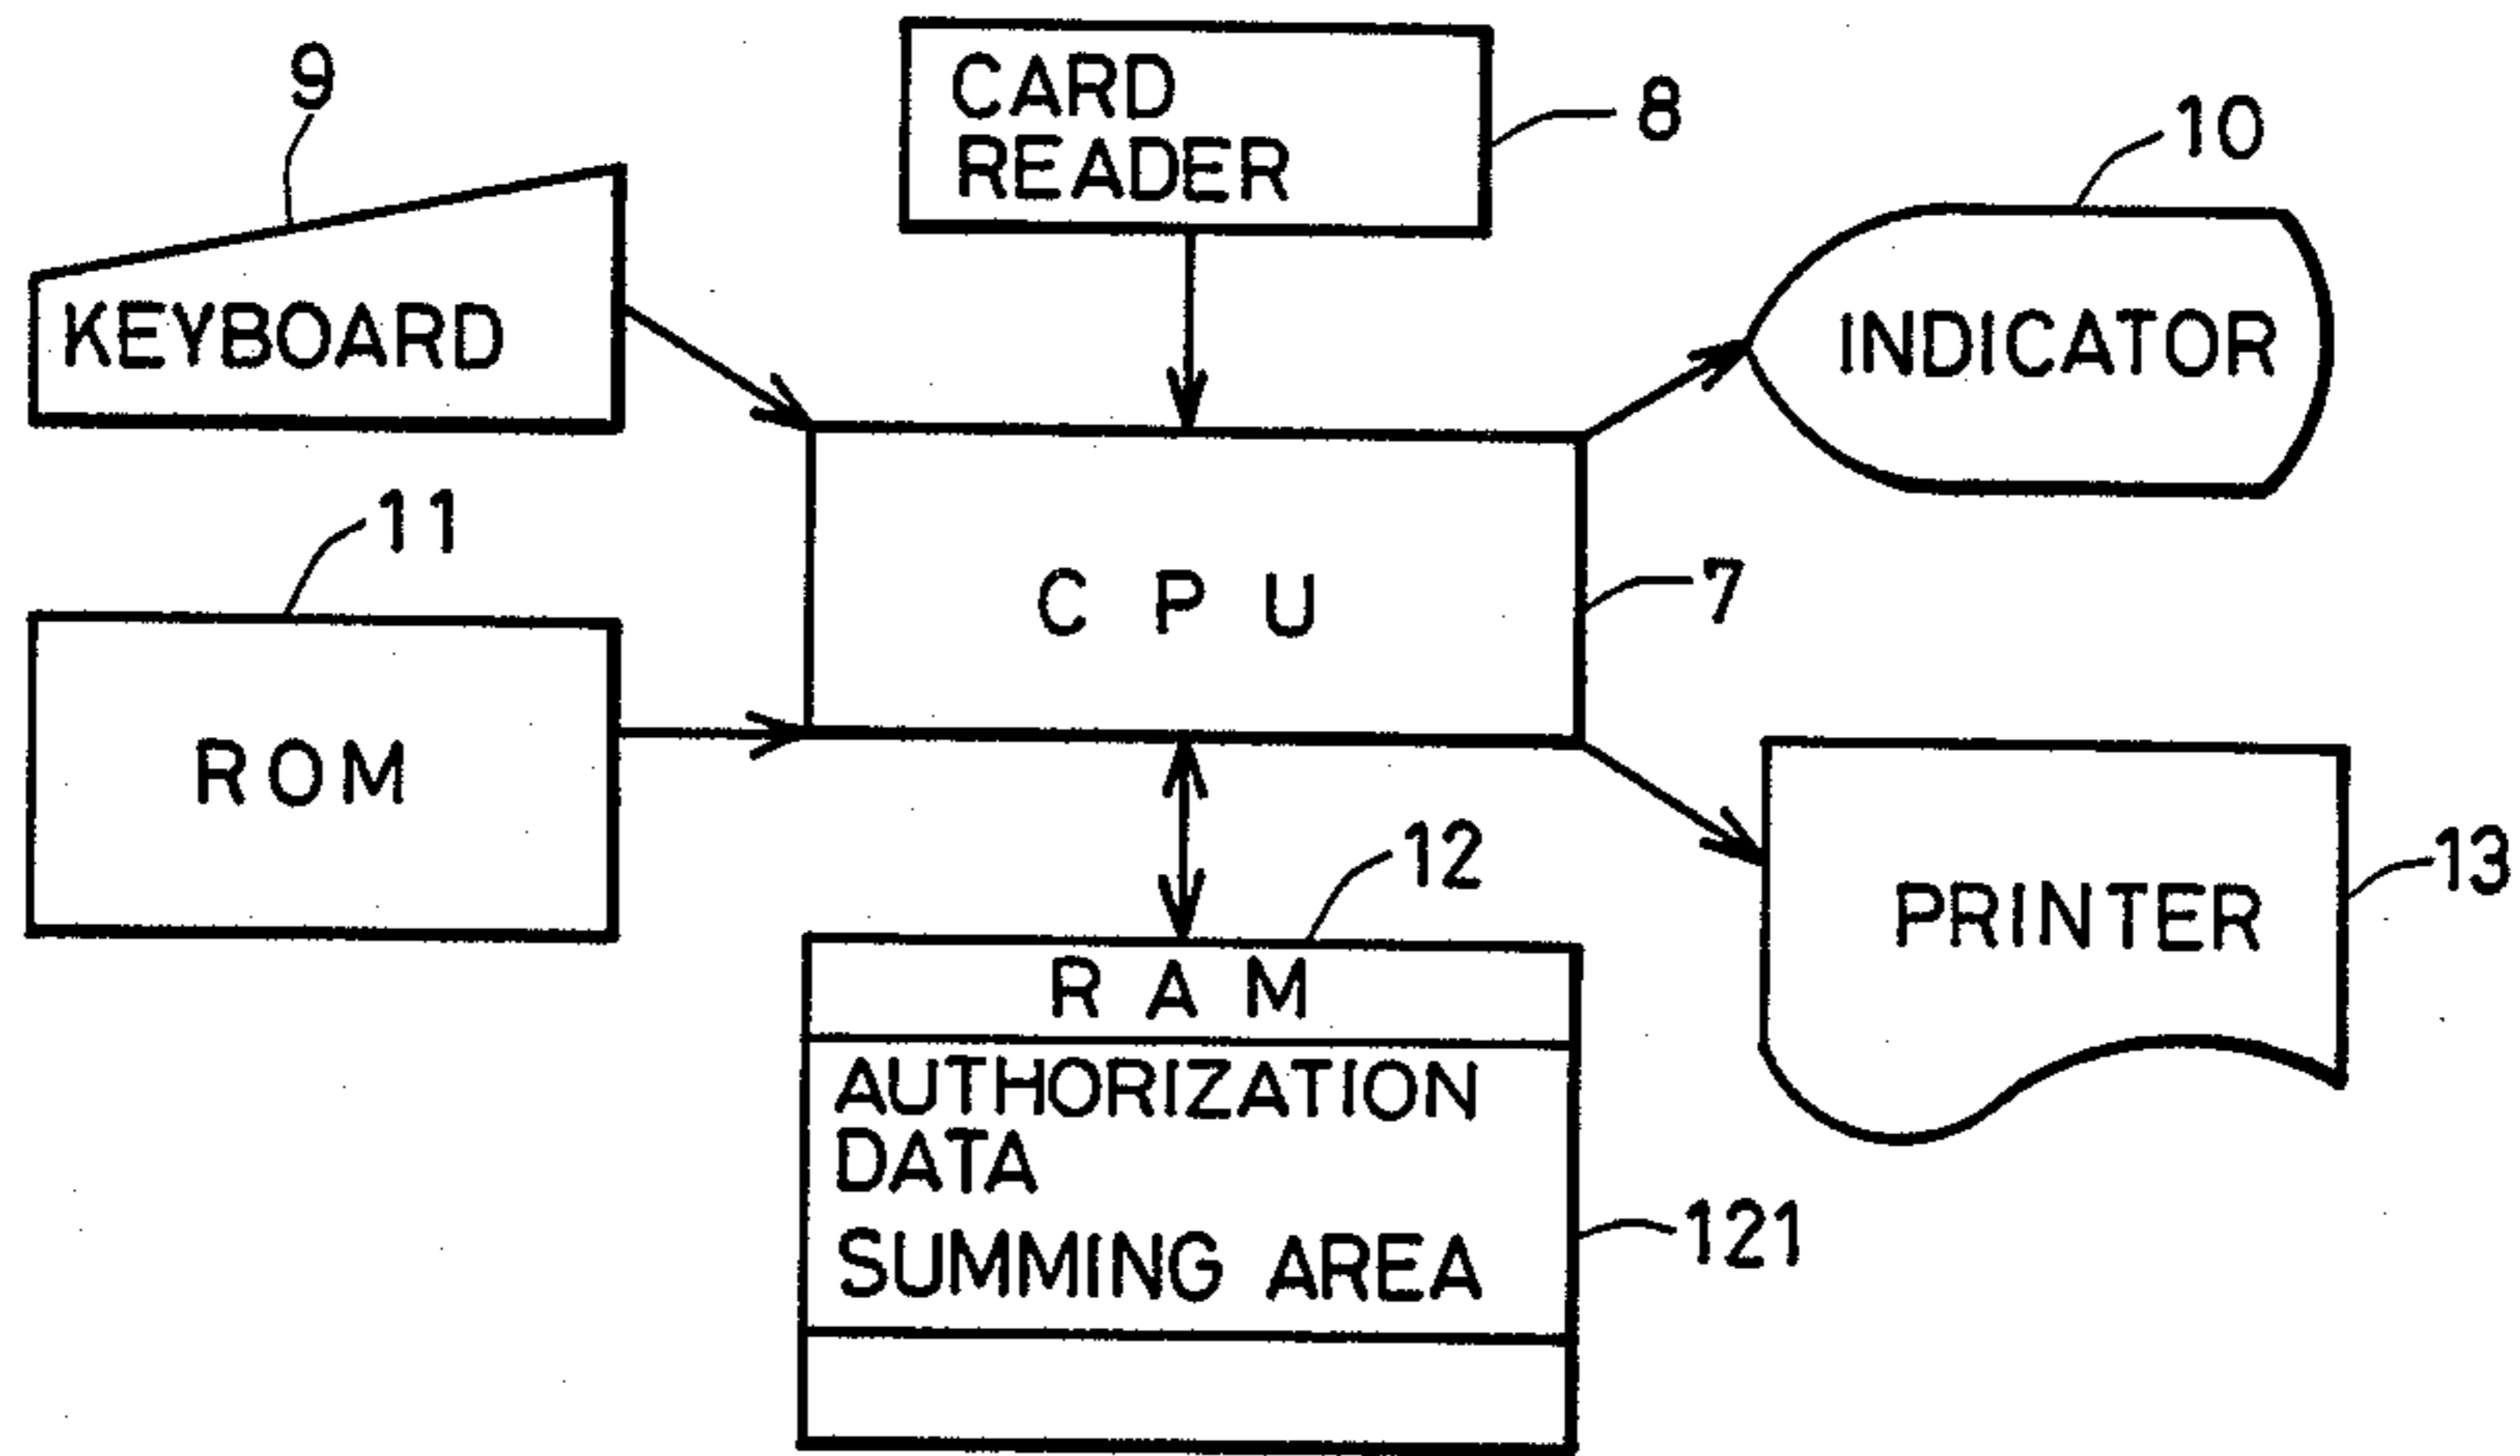 9
CARD
READER
8
10
KEYBOARD
INDICATOR
11
C P U
7
ROM
12
13
PRINTER
R A M
AUTHORIZATION
DATA
SUMMING AREA
121